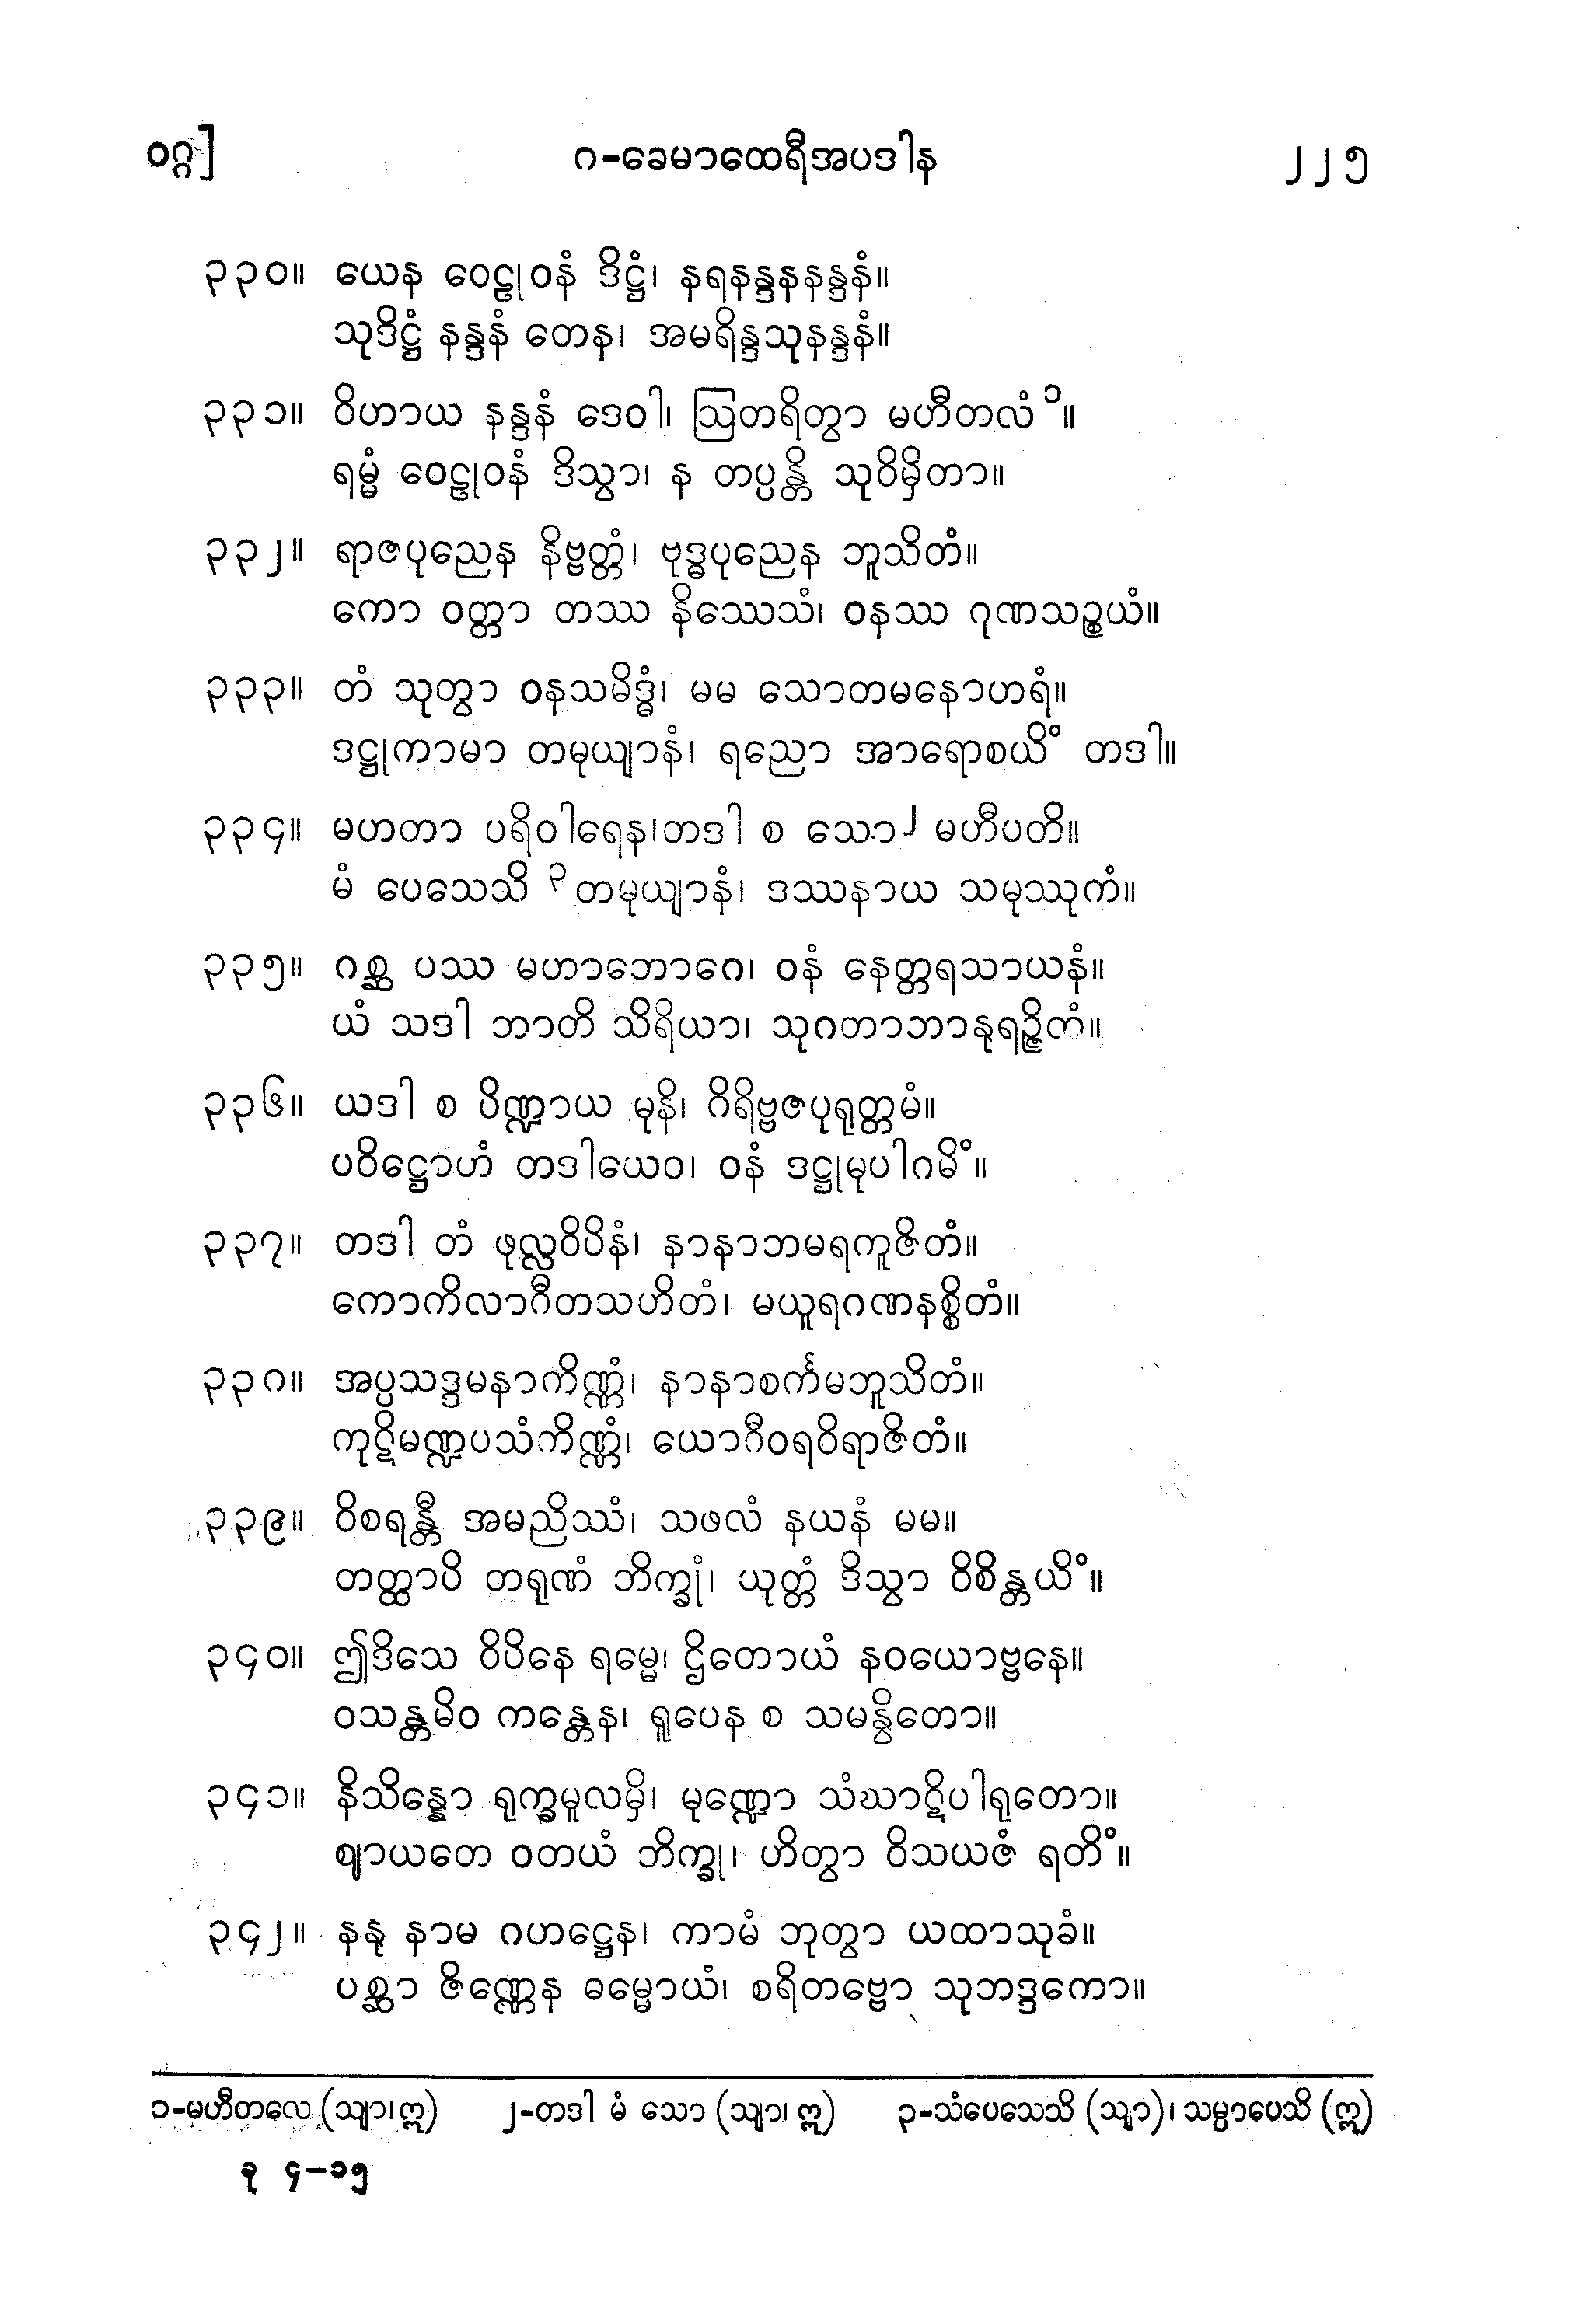 ဝဂ္ဂ]
ဂ-ခေမာထေရီအပဒါန
၂၂၅
၃၃၀။ ယေန ဝေဠုဝနံ ဒိဋ္ဌံ၊ နရနန္ဒနနန္ဒနံ။
သုဒိဋ္ဌံ နန္ဒနံ တေန၊ အမရိန္ဒသုနန္ဒနံ။
၃၃၁။ ဝိဟာယ နန္ဒနံ ဒေဝါ၊ ဩတရိတွာ မဟီတလံ ၁။
ရမ္မံ ဝေဠုဝနံ ဒိသွာ၊ န တပ္ပန္တိ သုဝိမှိတာ။
၃၃၂။ ရာဇပုညေန နိဗ္ဗတ္တံ၊ ဗုဒ္ဓပုညေန ဘူသိတံ။
ကော ဝတ္တာ တဿ နိဿေသံ၊ ဝနဿ ဂုဏသဉ္စယံ။
၃၃၃။ တံ သုတွာ ဝနသမိဒ္ဓံ၊ မမ သောတမနောဟရံ။
ဒဋ္ဌုကာမာ တမုယျာနံ၊ ရညော အာရောစယိံ တဒါ။
၃၃၄။ မဟတာ ပရိဝါရေန၊တဒါ စ သော၂ မဟီပတိ။
မံ ပေသေသိ ၃တမုယျာနံ၊ ဒဿနာယ သမုဿုကံ။
၃၃၅။ ဂစ္ဆ ပဿ မဟာဘောဂေ၊ ဝနံ နေတ္တရသာယနံ။
ယံ သဒါ ဘာတိ သိရိယာ၊ သုဂတာဘာနုရဉ္ဇိတံ။
၃၃၆။ ယဒါ စ ပိဏ္ဍာယ မုနိ၊ ဂိရိဗ္ဗဇပုရုတ္တမံ။
ပဝိဋ္ဌောဟံ တဒါယေဝ၊ ဝနံ ဒဋ္ဌုမုပါဂမိံ။
၃၃၇။ တဒါ တံ ဖုလ္လဝိပိနံ၊ နာနာဘမရကူဇိတံ။
ကောကိလာဂီတသဟိတံ၊ မယူရဂဏနစ္စိတံ။
၃၃၈။ အပ္ပသဒ္ဒမနာကိဏ္ဏံ၊ နာနာစင်္ကမဘူသိတံ။
ကုဋိမဏ္ဍပသံကိဏ္ဏံ၊ ယောဂီဝရဝိရာဇိတံ။
၃၃၉။ ဝိစရန္တီ အမညိဿံ၊ သဖလံ နယနံ မမ။
တတ္ထာပိ တရုဏံ ဘိက္ခုံ၊ ယုတ္တံ ဒိသွာ ဝိစိန္တယိံ။
၃၄၀။ ဤဒိသေ ဝိပိနေ ရမ္မေ၊ ဌိတောယံ နဝယောဗ္ဗနေ။
ဝသန္တမိဝ ကန္တေန၊ ရူပေန စ သမန္ဝိတော။
၃၄၁။ နိသိန္နော ရုက္ခမူလမှိ၊ မုဏ္ဍော သံဃာဋိပါရုတော။
ဈာယတေ ဝတယံ ဘိက္ခု၊ ဟိတွာ ဝိသယဇံ ရတိံ။
၃၄၂။ နနု နာမ ဂဟဋ္ဌေန၊ ကာမံ ဘုတွာ ယထာသုခံ။
ပစ္ဆာ ဇိဏ္ဏေန ဓမ္မောယံ၊ စရိတဗ္ဗော သုဘဒ္ဒကော။
၁-မဟီတလေ (သျာ၊ဣ) ၂-တဒါ မံ သော (သျာ၊ ဣ) ၃-သံပေသေသိ (သျာ)၊ သမ္ပာပေသိ (ဣ)
ခု ၄–၁၅